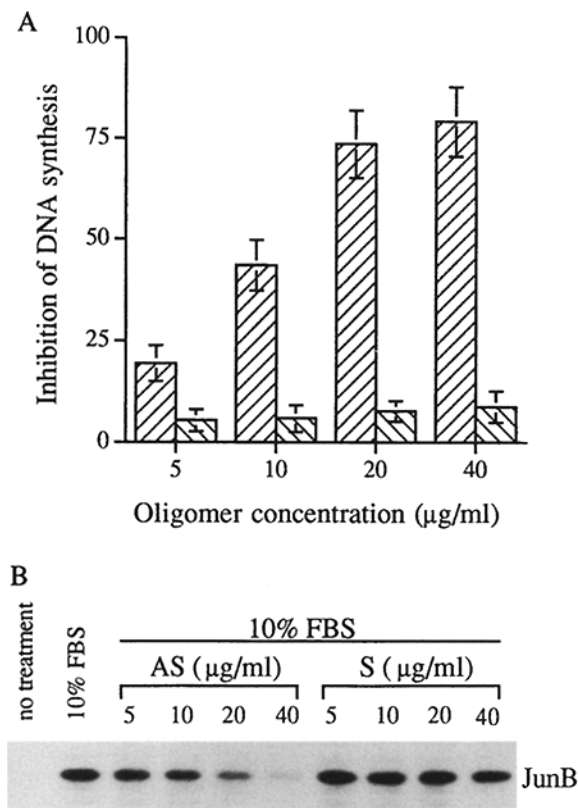 A
100
75
50
25
0
Inhibition of DNA synthesis
5 10 20 40
Oligomer concentration (µg/ml)
B
no treatment
10% FBS
10% FBS
AS (µg/ml) S (µg/ml)
5 10 20 40 5 10 20 40
JunB